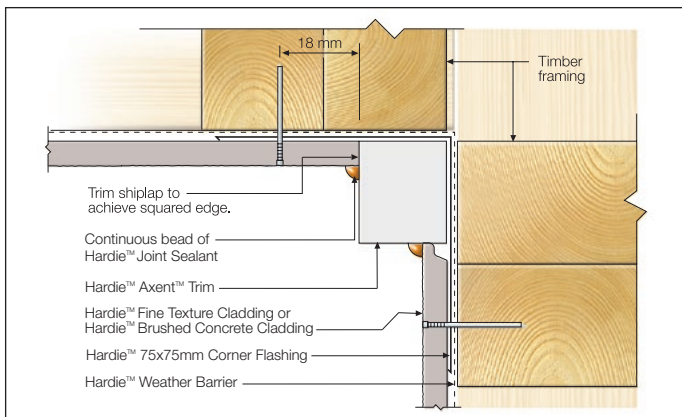 18 mm
Timber
framing
Trim shiplap to
achieve squared edge.
Continuous bead of
Hardie™ Joint Sealant
Hardie™ Axent™ Trim
Hardie™ Fine Texture Cladding or
Hardie™ Brushed Concrete Cladding
Hardie™ 75x75mm Corner Flashing
Hardie™ Weather Barrier